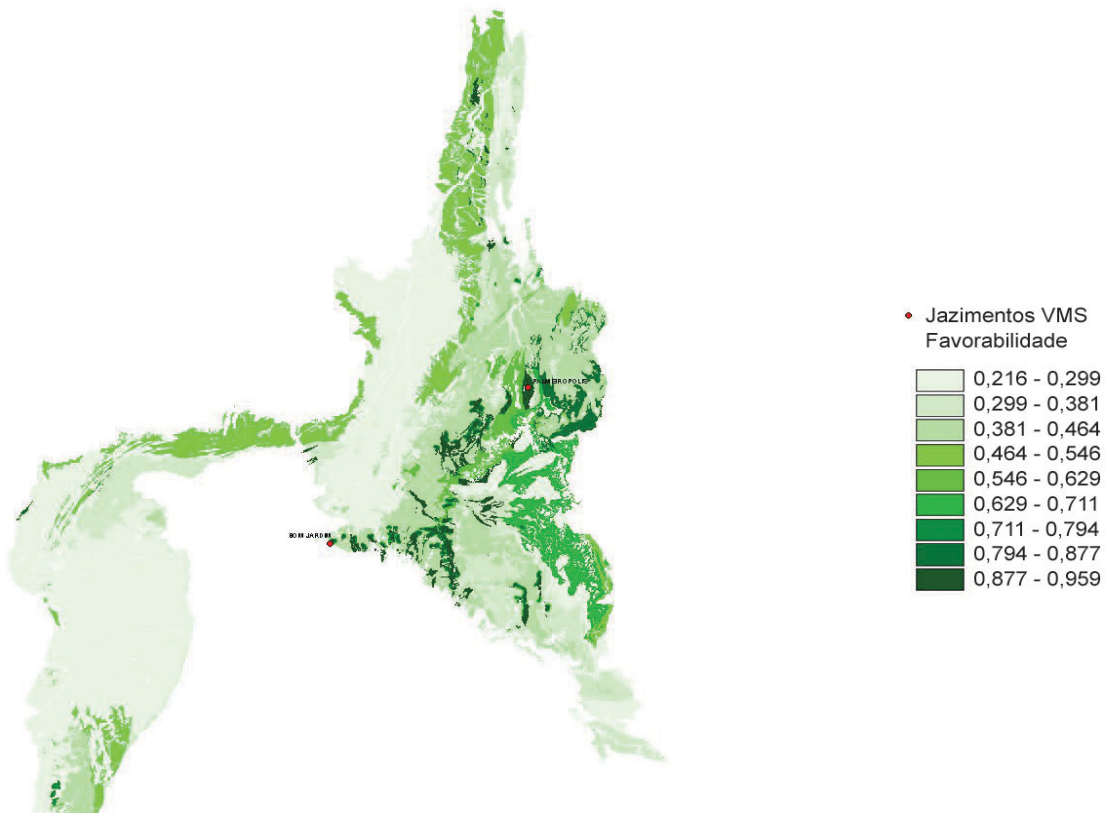 PALMEIROPOLIS
BOM JARDIM
Jazimentos VMS
Favorabilidade
0,216 - 0,299
0,299 - 0,381
0,381 - 0,464
0,464 - 0,546
0,546 - 0,629
0,629 - 0,711
0,711 - 0,794
0,794 - 0,877
0,877 - 0,959